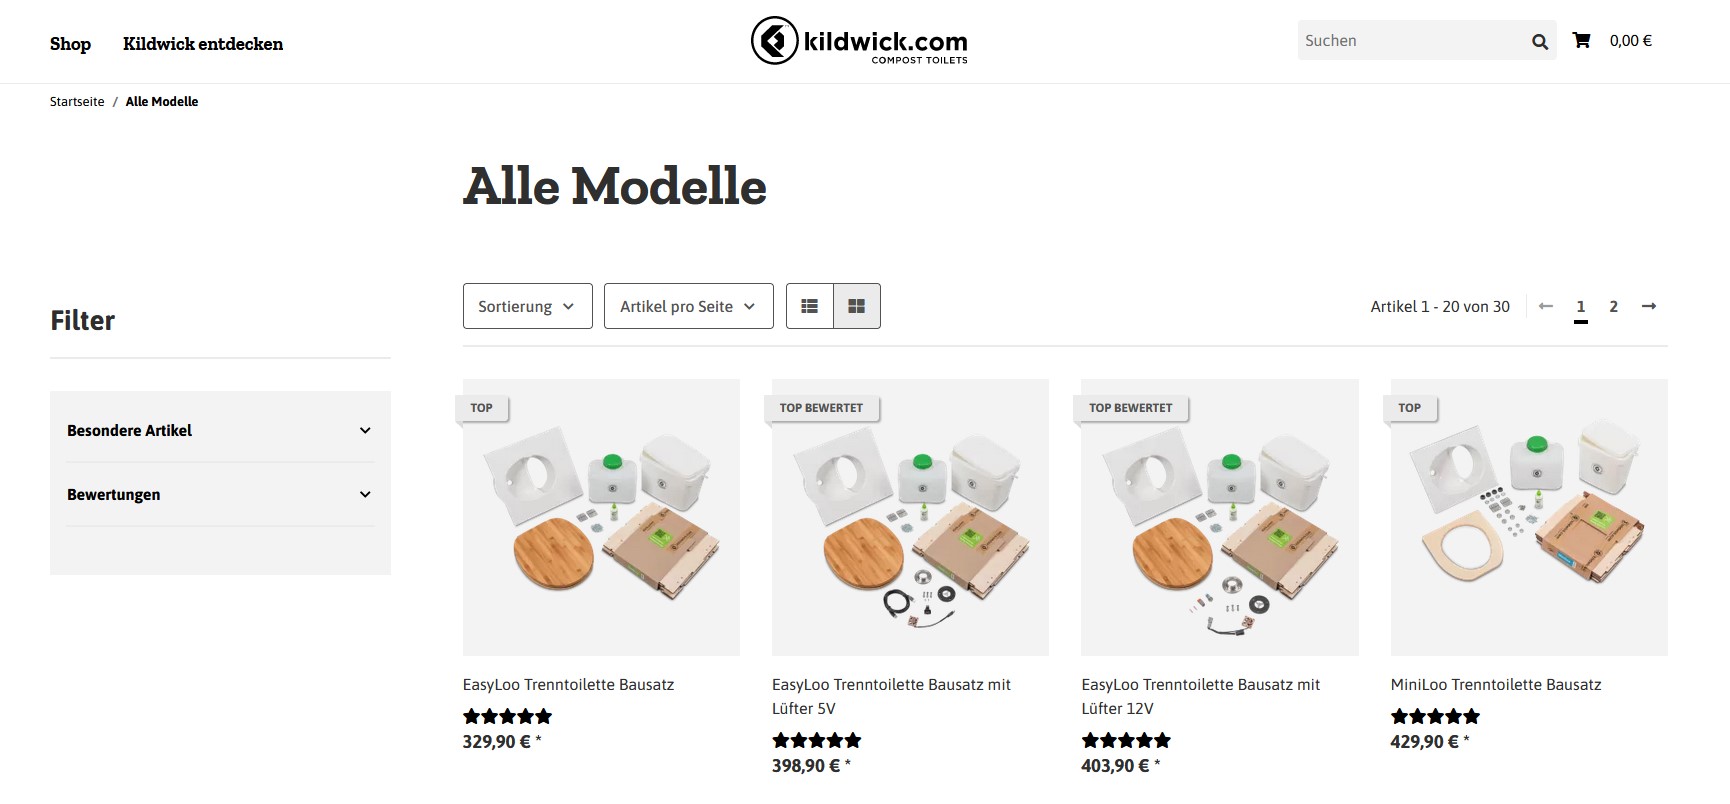 Shop
Kildwick entdecken
kildwick.com
COMPOST TOILETS
Suchen
0,00 €
Startseite / Alle Modelle
Alle Modelle
Filter
Besondere Artikel
Bewertungen
Sortierung
Artikel pro Seite
Artikel 1 - 20 von 30
1
2
TOP
EasyLoo Trenntoilette Bausatz
329,90 € *
TOP BEWERTET
EasyLoo Trenntoilette Bausatz mit
Lüfter 5V
398,90 € *
TOP BEWERTET
EasyLoo Trenntoilette Bausatz mit
Lüfter 12V
403,90 € *
TOP
MiniLoo Trenntoilette Bausatz
429,90 € *